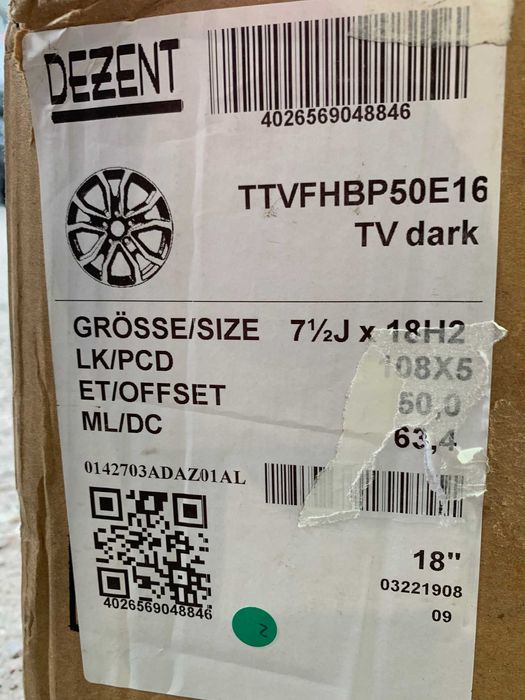 DEZENT
4026569048846
TTVFHBP50E16
TV dark
GRÖSSE/SIZE 7½J x 18H2
LK/PCD 108X5
ET/OFFSET 50,0
ML/DC 63,4
0142703ADAZ01AL
4026569048846
18"
03221908
09
2